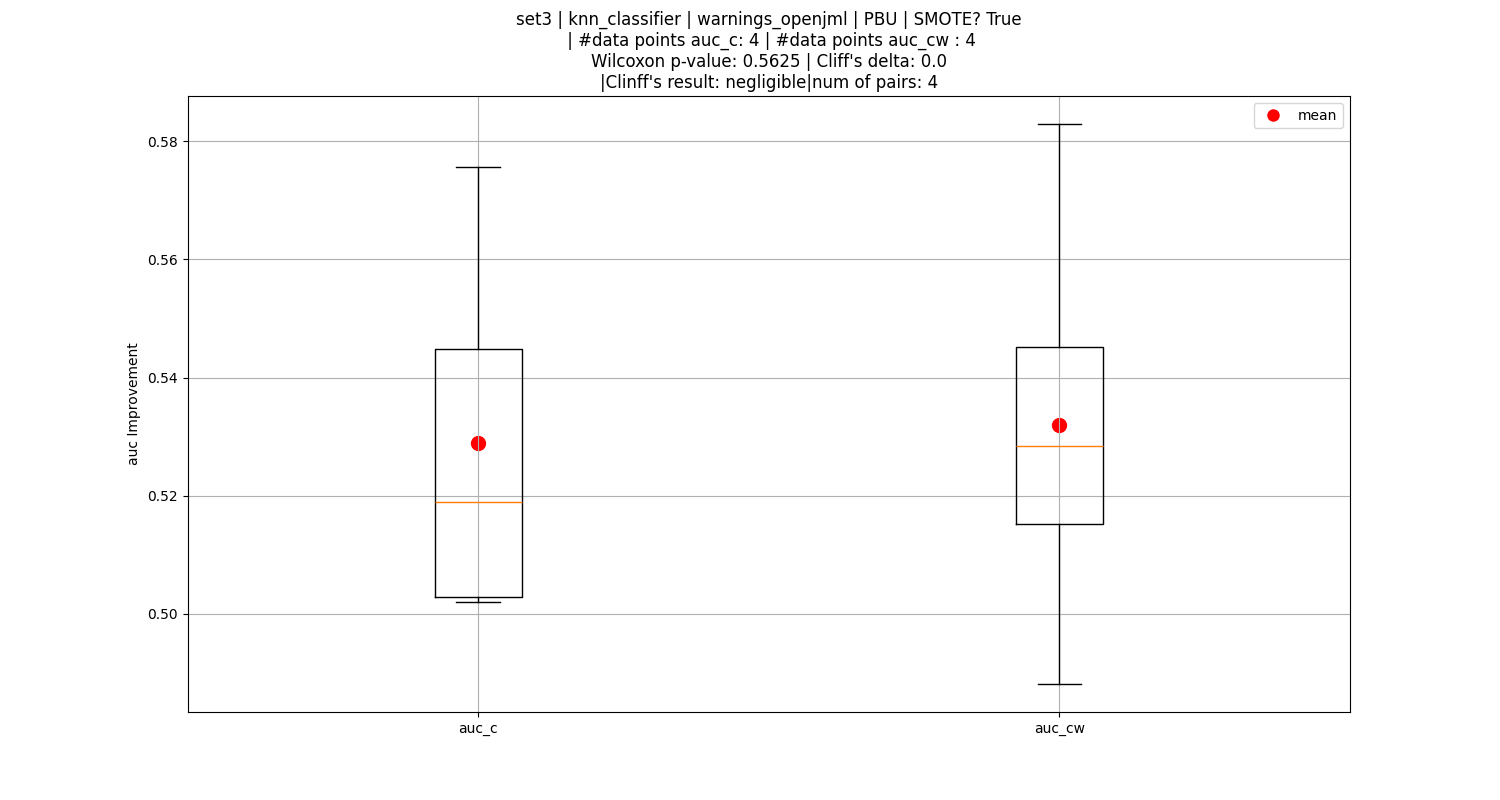 set3 | knn_classifier | warnings_openjml | PBU | SMOTE? True
| #data points auc_c: 4 | #data points auc_cw : 4
Wilcoxon p-value: 0.5625 | Cliff's delta: 0.0
|Clinff's result: negligible|num of pairs: 4
mean
0.58
0.56
0.54
0.52
0.50
auc Improvement
auc_c
auc_cw